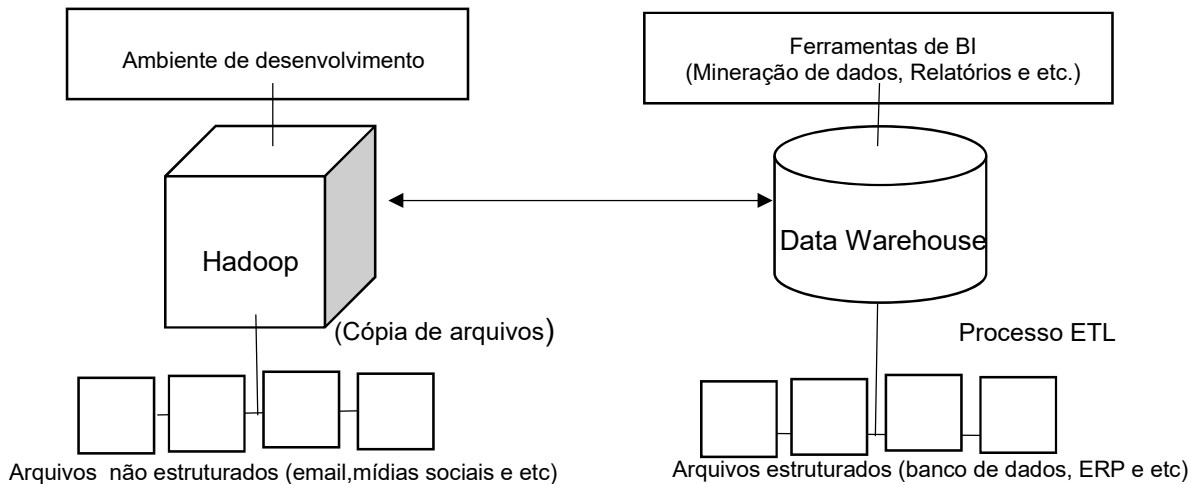 Ambiente de desenvolvimento
Ferramentas de BI
(Mineração de dados, Relatórios e etc.)
Hadoop
Data Warehouse
(Cópia de arquivos)
Processo ETL
Arquivos não estruturados (email,mídias sociais e etc)
Arquivos estruturados (banco de dados, ERP e etc)